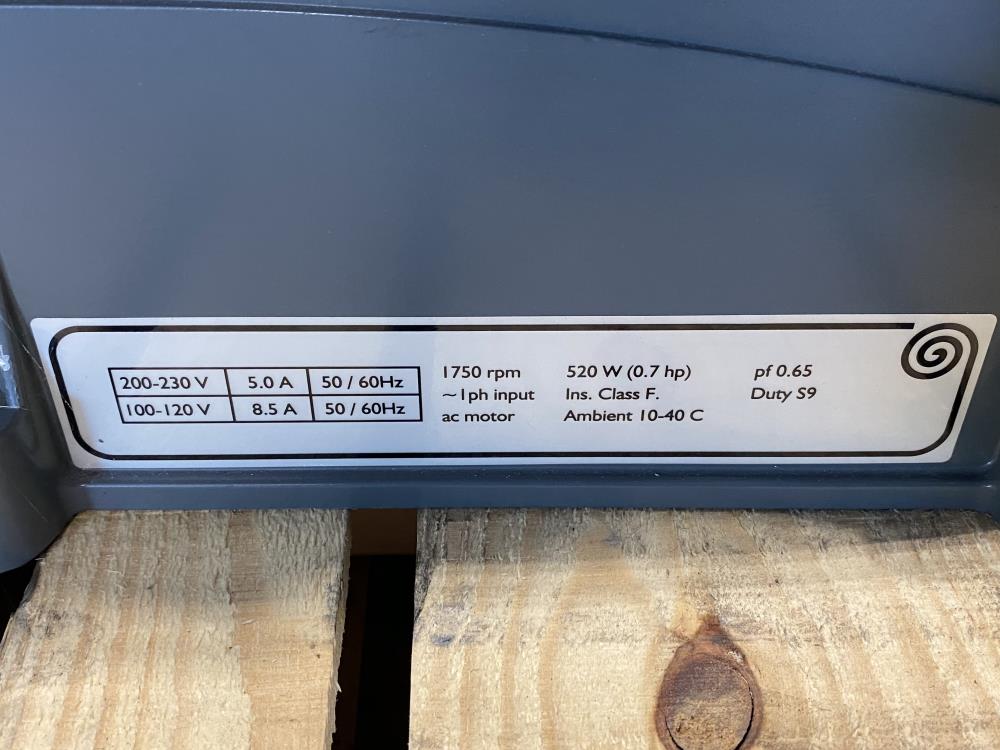 200-230 V 5.0 A 50 / 60Hz
100-120 V 8.5 A 50 / 60Hz
1750 rpm
~1ph input
ac motor
520 W (0.7 hp)
Ins. Class F.
Ambient 10-40 C
pf 0.65
Duty S9